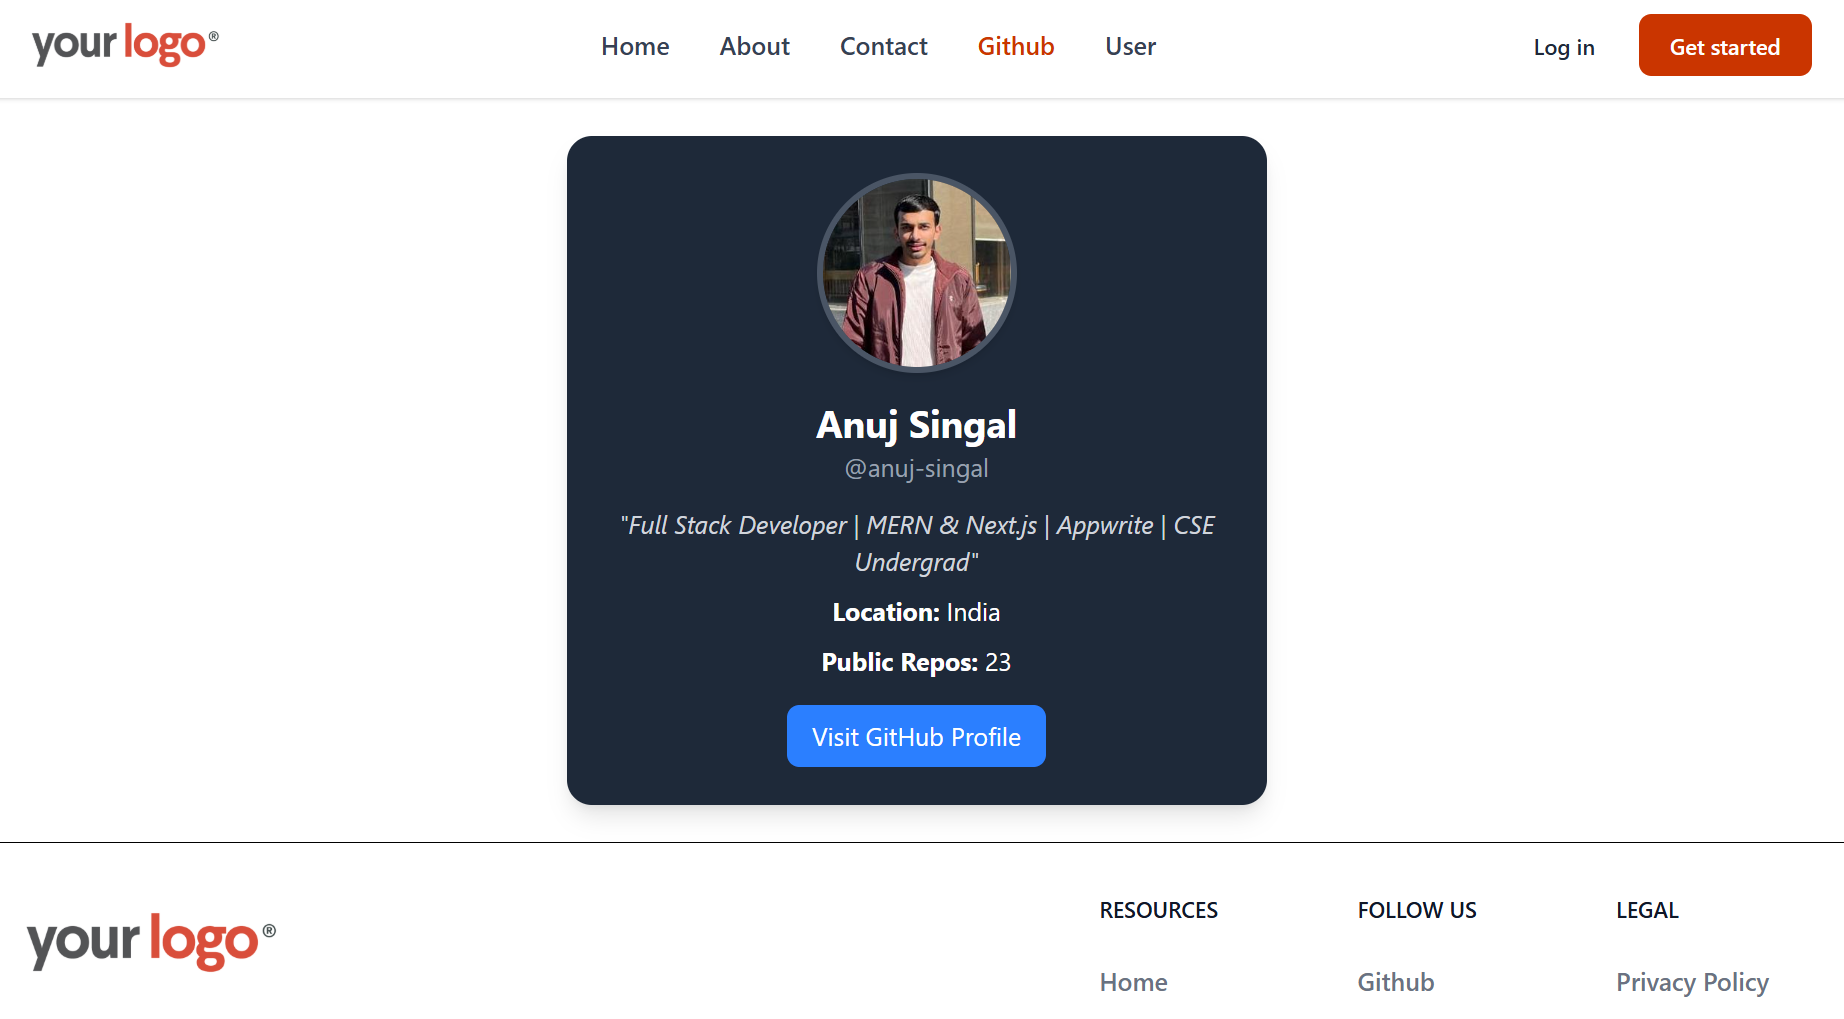 your logo®
Home About Contact Github User
Log in
Get started
Anuj Singal
@anuj-singal
"Full Stack Developer | MERN & Next.js | Appwrite | CSE
Undergrad"
Location: India
Public Repos: 23
Visit GitHub Profile
your logo®
RESOURCES
Home
FOLLOW US
Github
LEGAL
Privacy Policy